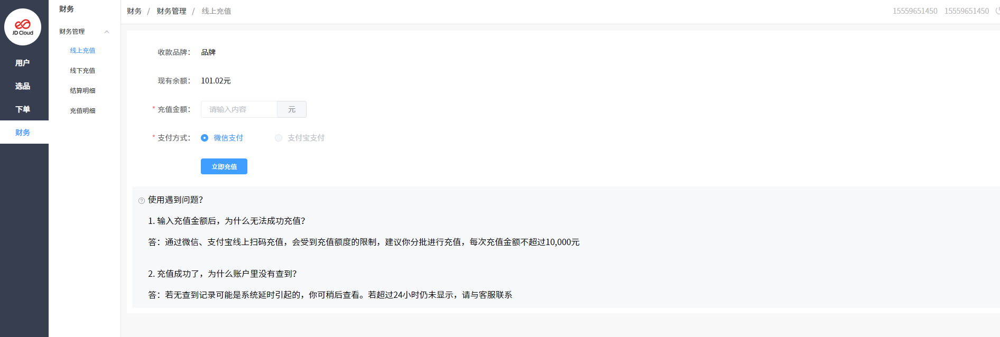 JD Cloud
用户
选品
下单
财务
财务
财务管理
线上充值
线下充值
结算明细
充值明细
财务 / 财务管理 / 线上充值
15559651450 15559651450
收款品牌： 品牌
现有余额： 101.02元
* 充值金额： 请输入内容 元
* 支付方式： 微信支付 支付宝支付
立即充值
使用遇到问题？
1. 输入充值金额后，为什么无法成功充值？
答：通过微信、支付宝线上扫码充值，会受到充值额度的限制，建议你分批进行充值，每次充值金额不超过10,000元
2. 充值成功了，为什么账户里没有查到？
答：若无查到记录可能是系统延时引起的，你可稍后查看。若超过24小时仍未显示，请与客服联系